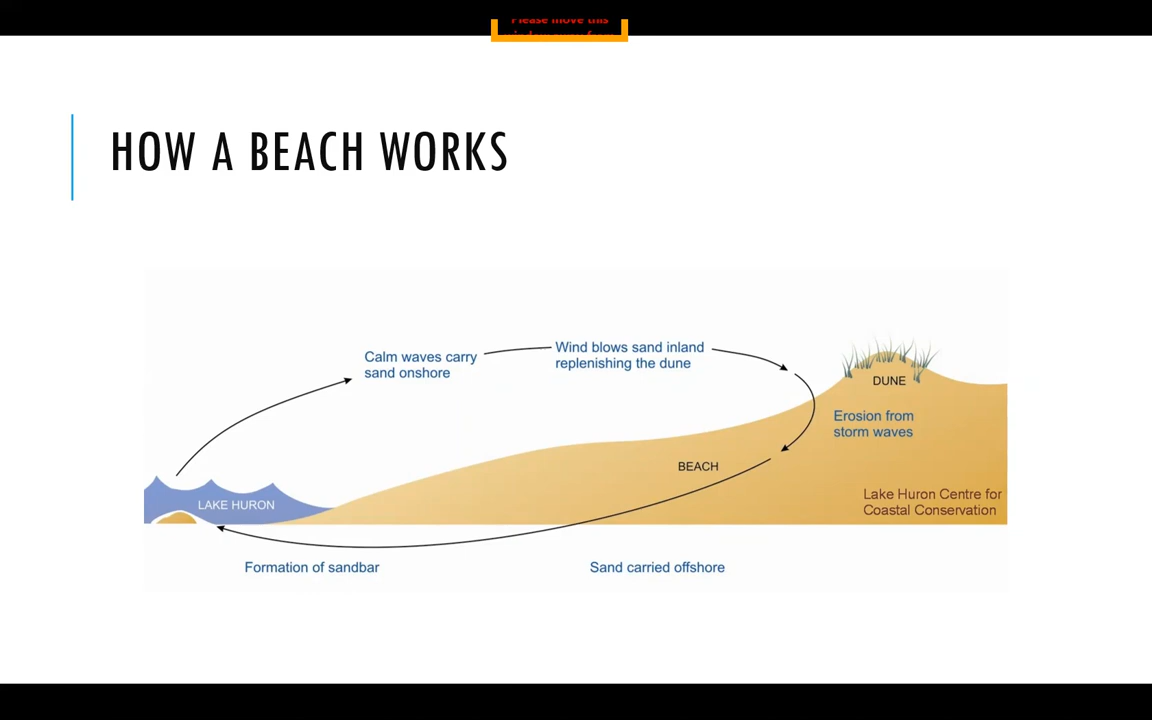 Please move this
HOW A BEACH WORKS
Calm waves carry
sand onshore
Wind blows sand inland
replenishing the dune
DUNE
Erosion from
storm waves
BEACH
LAKE HURON
Lake Huron Centre for
Coastal Conservation
Formation of sandbar
Sand carried offshore